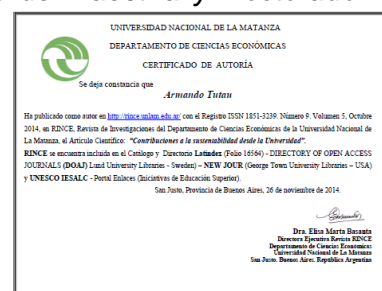 UNIVERSIDAD NACIONAL DE LA MATANZA
DEPARTAMENTO DE CIENCIAS ECONÓMICAS
CERTIFICADO DE AUTORÍA
Se deja constancia que
Armando Tutau
Ha publicado como autor en http://rince.unlam.edu.ar/ con el Registro ISSN 1851-3239. Número 9. Volumen 5, Octubre
2014, en RINCE, Revista de Investigaciones del Departamento de Ciencias Económicas de la Universidad Nacional de
La Matanza, el Artículo Científico: "Contribuciones a la sustentabilidad desde la Universidad".
RINCE se encuentra incluida en el Catálogo y Directorio Latindex (Folio 16564) - DIRECTORY OF OPEN ACCESS
JOURNALS (DOAJ) Lund University Libraries - Sweden) – NEW JOUR (George Town University Libraries – USA)
y UNESCO IESALC - Portal Enlaces (Iniciativas de Educación Superior).
San Justo, Provincia de Buenos Aires, 26 de noviembre de 2014.
Dra. Elisa Marta Basanta
Directora Ejecutiva Revista RINCE
Departamento de Ciencias Económicas
Universidad Nacional de La Matanza
San Justo. Buenos Aires. República Argentina